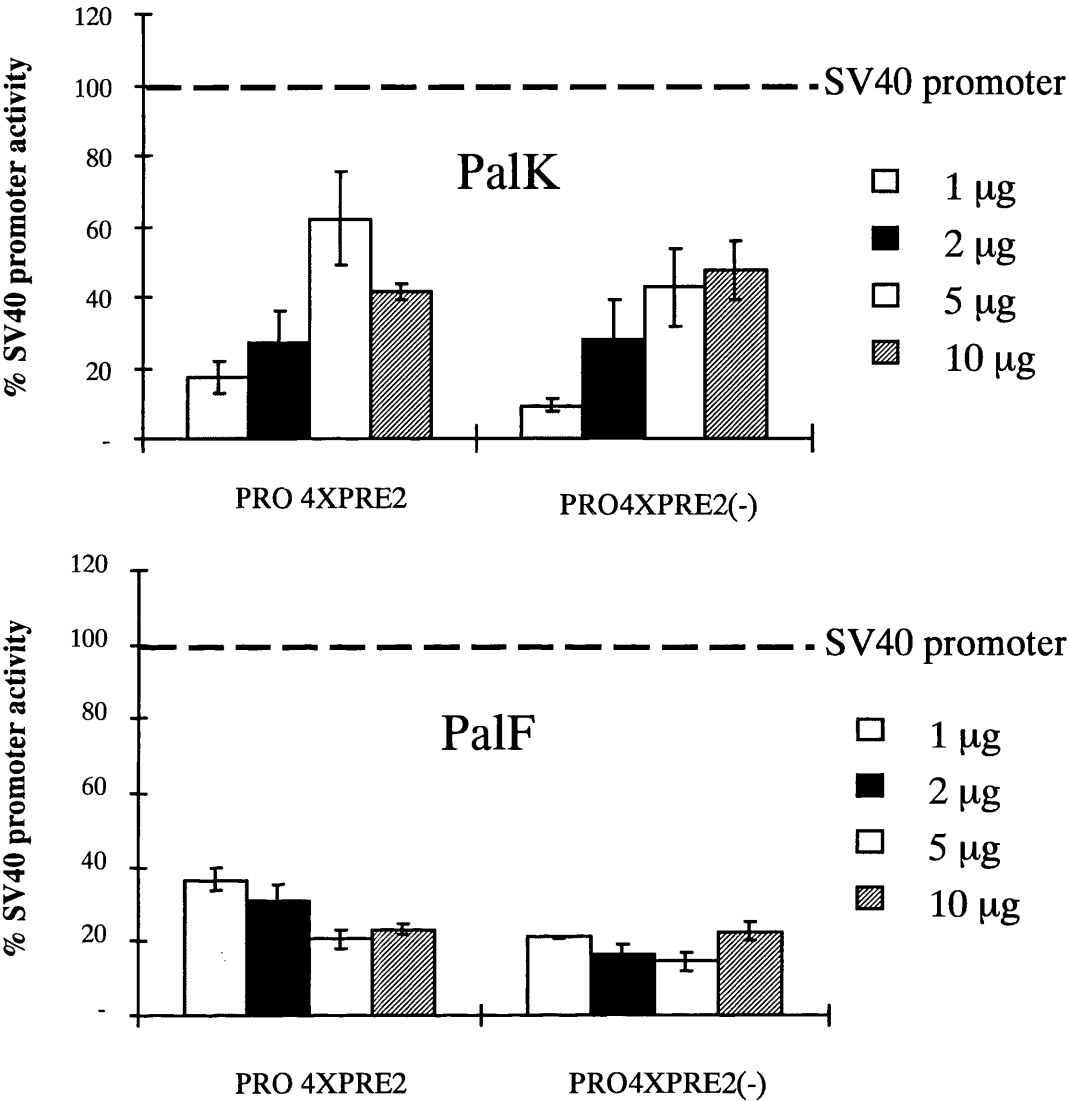 120
100
80
60
40
20
-
% SV40 promoter activity
SV40 promoter
PalK
1 µg
2 µg
5 µg
10 µg
PRO 4XPRE2
PRO4XPRE2(-)
120
100
80
60
40
20
-
% SV40 promoter activity
SV40 promoter
PalF
1 µg
2 µg
5 µg
10 µg
PRO 4XPRE2
PRO4XPRE2(-)